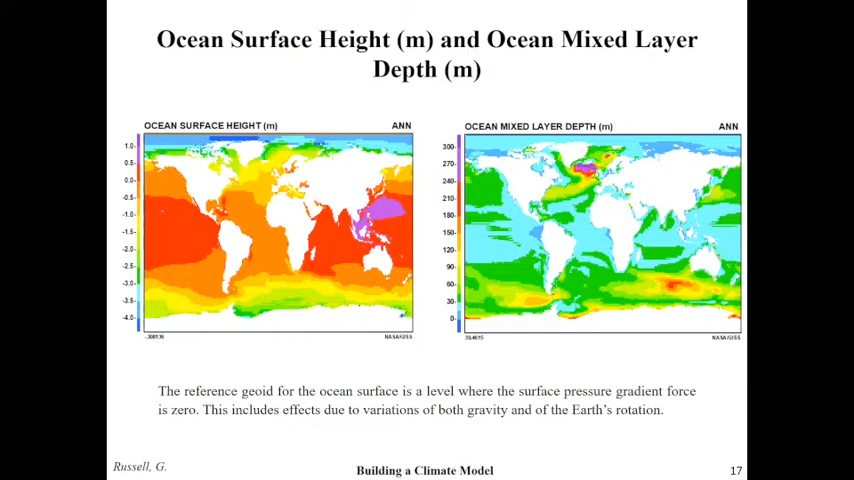 Ocean Surface Height (m) and Ocean Mixed Layer
Depth (m)
OCEAN SURFACE HEIGHT (m) ANN
1.0
0.5
0.0
-0.5
-1.0
-1.5
-2.0
-2.5
-3.0
-3.5
-4.0
NASA/GISS
OCEAN MIXED LAYER DEPTH (m) ANN
300
270
240
210
180
150
120
90
60
30
0
39.4615 NASA/GISS
The reference geoid for the ocean surface is a level where the surface pressure gradient force
is zero. This includes effects due to variations of both gravity and of the Earth's rotation.
Russell, G.
Building a Climate Model
17